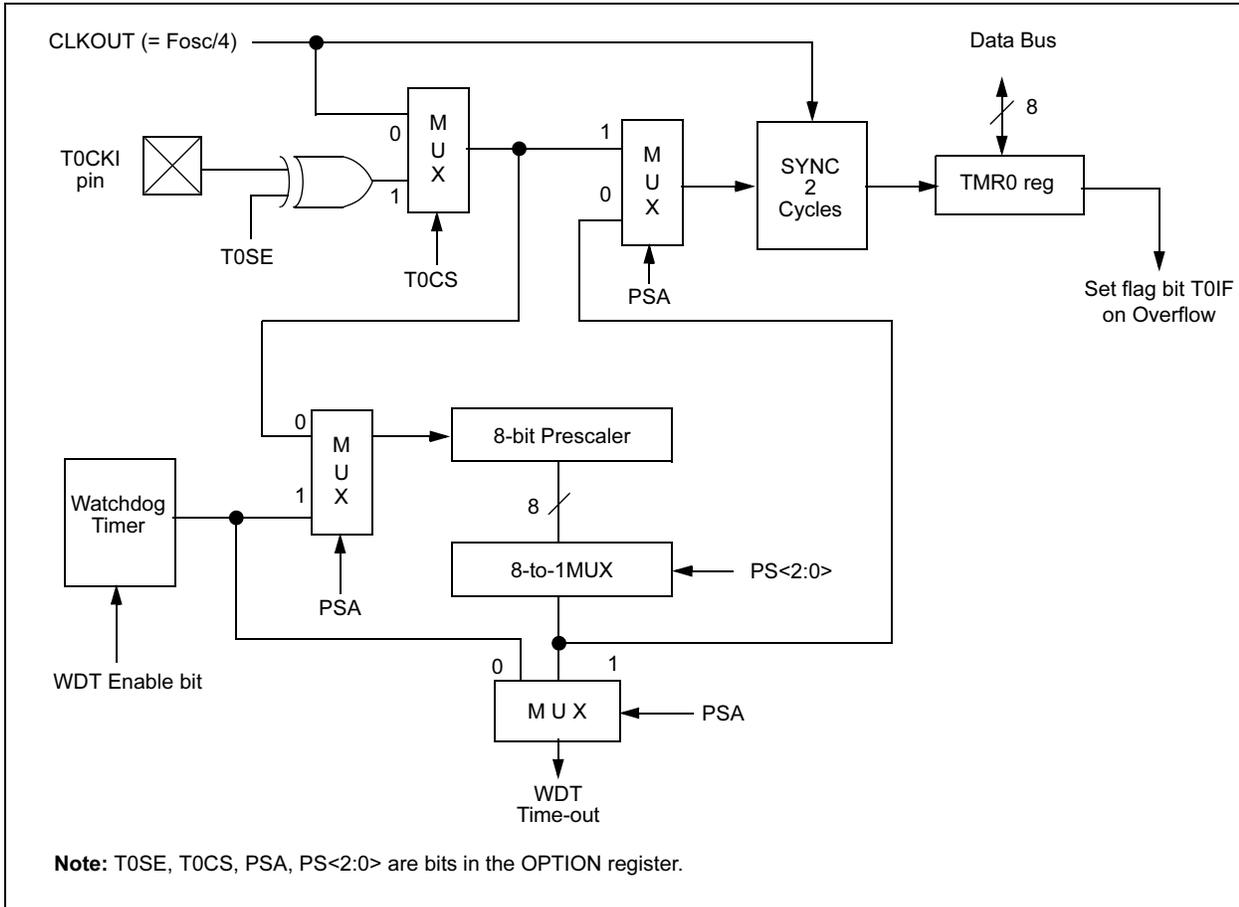 CLKOUT (= Fosc/4)
Data Bus
8
M
U
X
0
1
T0CKI
pin
T0SE
T0CS
1
0
M
U
X
PSA
SYNC
2
Cycles
TMR0 reg
Set flag bit T0IF
on Overflow
0
1
M
U
X
PSA
8-bit Prescaler
8
8-to-1MUX
PS<2:0>
Watchdog
Timer
WDT Enable bit
0
1
M U X
PSA
WDT
Time-out
Note: T0SE, T0CS, PSA, PS<2:0> are bits in the OPTION register.